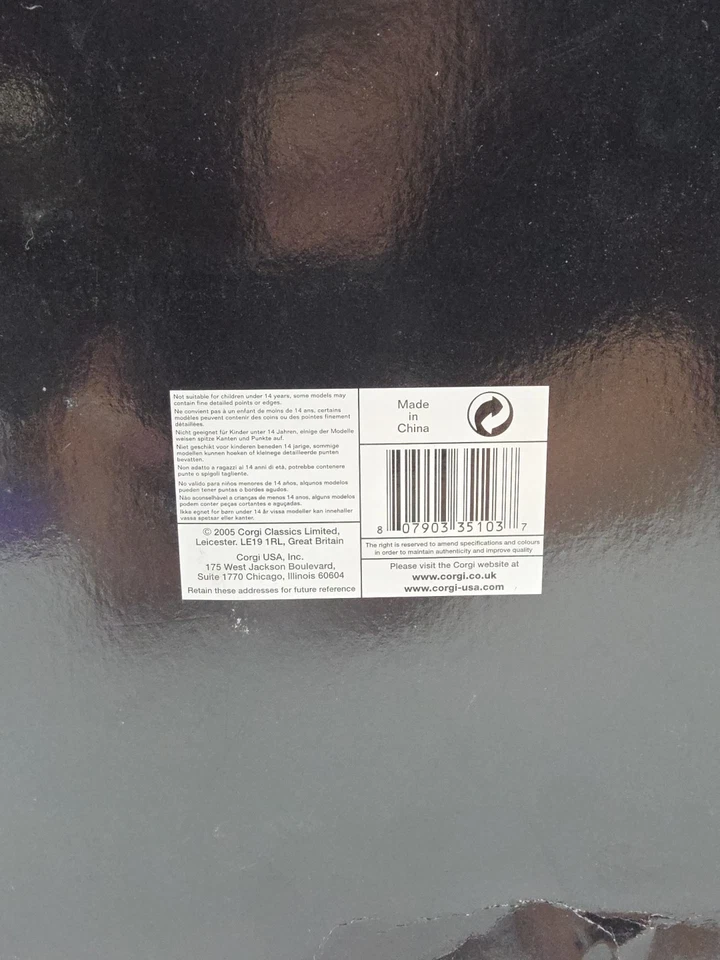 Not suitable for children under 14 years, some models may
contain fine detailed points or edges.
Ne convient pas à un enfant de moins de 14 ans, certains
modèles peuvent contenir des coins ou des pointes finement
détaillées.
Nicht geeignet für Kinder unter 14 Jahren, einige der Modelle
weisen spitze Kanten und Punkte auf.
Niet geschikt voor kinderen beneden 14 jarige, sommige
modellen kunnen hoeken of kleinege detailleerde punten
bevatten.
Non adatto a ragazzi ai 14 anni di età, potrebbe contenere
punte o spigoli tagliente.
No valido para niños menores de 14 años, algunos modelos
pueden tener puntas o bordes agudos.
Não aconselhável a crianças de menos 14 anos, alguns modelos
podem conter peças cortantes e aguçadas.
Ikke egnet for børn under 14 år visse modeller kan inneholler
vassa spetsar eller kanter.
© 2005 Corgi Classics Limited,
Leicester. LE19 1RL, Great Britain
Corgi USA, Inc.
175 West Jackson Boulevard,
Suite 1770 Chicago, Illinois 60604
Retain these addresses for future reference
Made
in
China
8 07903 35103 7
The right is reserved to amend specifications and colours
in order to maintain authenticity and improve quality
Please visit the Corgi website at
www.corgi.co.uk
www.corgi-usa.com